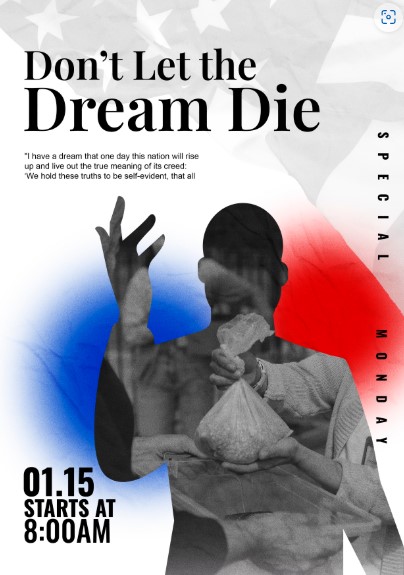 Don't Let the
Dream Die
"I have a dream that one day this nation will rise
up and live out the true meaning of its creed:
'We hold these truths to be self-evident, that all
SPECIAL MONDAY
01.15
STARTS AT
8:00AM